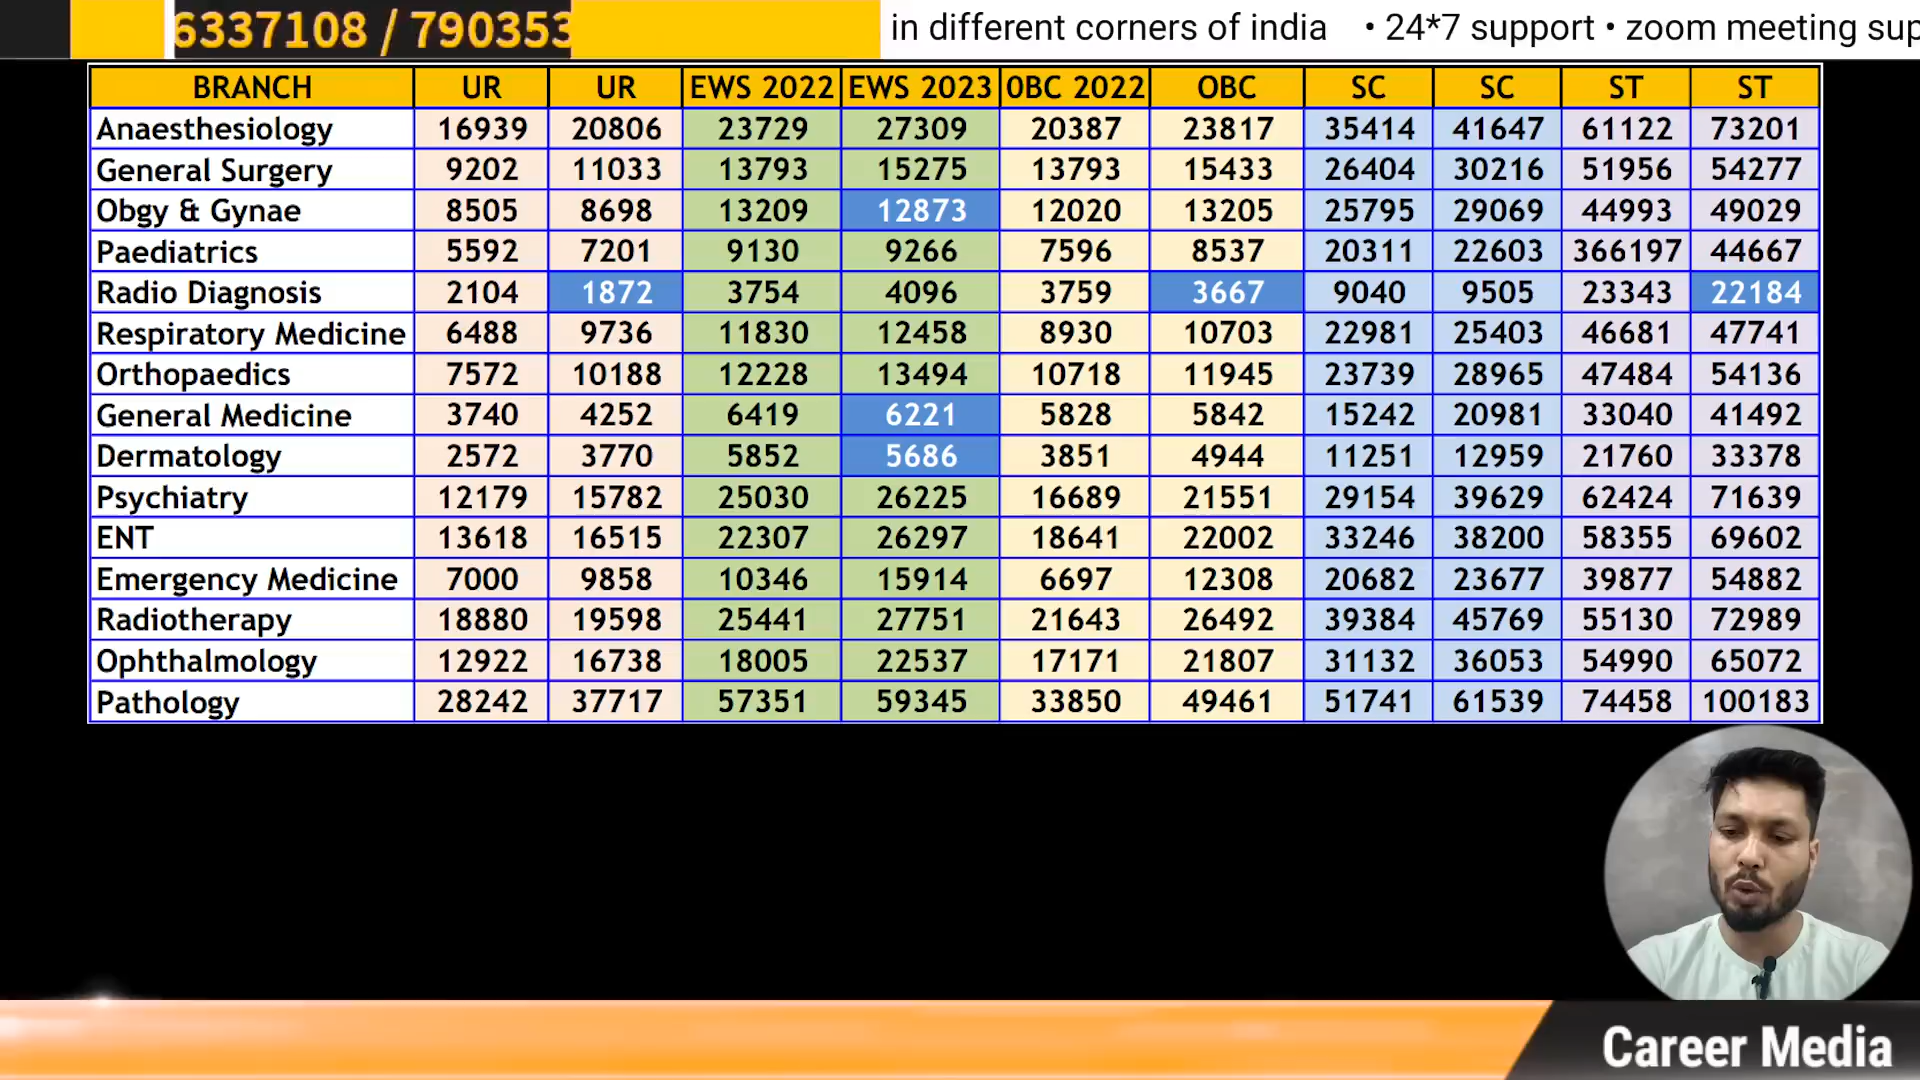 6337108 / 790353
in different corners of india • 24*7 support • zoom meeting sup
BRANCH UR UR EWS 2022 EWS 2023 0BC 2022 OBC SC SC ST ST
Anaesthesiology 16939 20806 23729 27309 20387 23817 35414 41647 61122 73201
General Surgery 9202 11033 13793 15275 13793 15433 26404 30216 51956 54277
Obgy & Gynae 8505 8698 13209 12873 12020 13205 25795 29069 44993 49029
Paediatrics 5592 7201 9130 9266 7596 8537 20311 22603 366197 44667
Radio Diagnosis 2104 1872 3754 4096 3759 3667 9040 9505 23343 22184
Respiratory Medicine 6488 9736 11830 12458 8930 10703 22981 25403 46681 47741
Orthopaedics 7572 10188 12228 13494 10718 11945 23739 28965 47484 54136
General Medicine 3740 4252 6419 6221 5828 5842 15242 20981 33040 41492
Dermatology 2572 3770 5852 5686 3851 4944 11251 12959 21760 33378
Psychiatry 12179 15782 25030 26225 16689 21551 29154 39629 62424 71639
ENT 13618 16515 22307 26297 18641 22002 33246 38200 58355 69602
Emergency Medicine 7000 9858 10346 15914 6697 12308 20682 23677 39877 54882
Radiotherapy 18880 19598 25441 27751 21643 26492 39384 45769 55130 72989
Ophthalmology 12922 16738 18005 22537 17171 21807 31132 36053 54990 65072
Pathology 28242 37717 57351 59345 33850 49461 51741 61539 74458 100183
Career Media